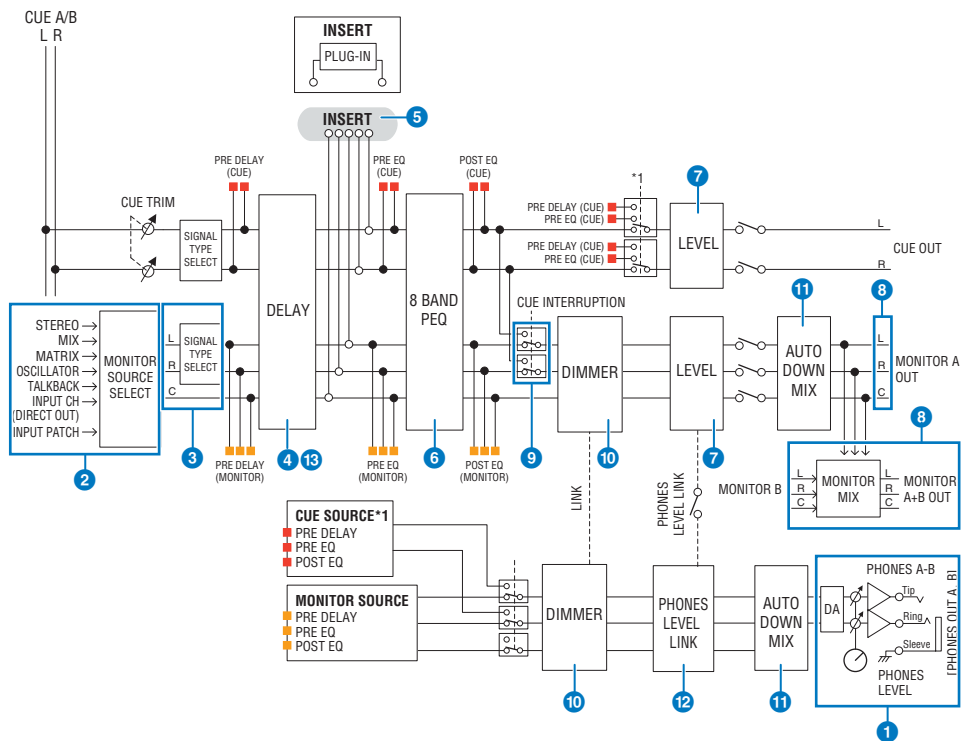 CUE A/B
L R
INSERT
PLUG-IN
INSERT
5
PRE DELAY
(CUE)
PRE EQ
(CUE)
POST EQ
(CUE)
*1
7
CUE TRIM
SIGNAL
TYPE
SELECT
PRE DELAY (CUE)
PRE EQ (CUE)
PRE DELAY (CUE)
PRE EQ (CUE)
LEVEL
L
R
CUE OUT
DELAY
8 BAND
PEQ
CUE INTERRUPTION
11
8
STEREO
MIX
MATRIX
OSCILLATOR
TALKBACK
INPUT CH
(DIRECT OUT)
INPUT PATCH
MONITOR
SOURCE
SELECT
L
R
C
SIGNAL
TYPE
SELECT
DIMMER
LEVEL
AUTO
DOWN
MIX
L
R
C
MONITOR A
OUT
2
3
PRE DELAY
(MONITOR)
4
13
PRE EQ
(MONITOR)
6
POST EQ
(MONITOR)
9
10
7
8
LINK
PHONES
LEVEL LINK
MONITOR B
L
R
C
MONITOR
MIX
L
R
C
MONITOR
A+B OUT
CUE SOURCE*1
PRE DELAY
PRE EQ
POST EQ
MONITOR SOURCE
PRE DELAY
PRE EQ
POST EQ
DIMMER
PHONES
LEVEL
LINK
AUTO
DOWN
MIX
PHONES A-B
DA
Tip
Ring
Sleeve
PHONES
LEVEL
[PHONES OUT A, B]
10
12
11
1